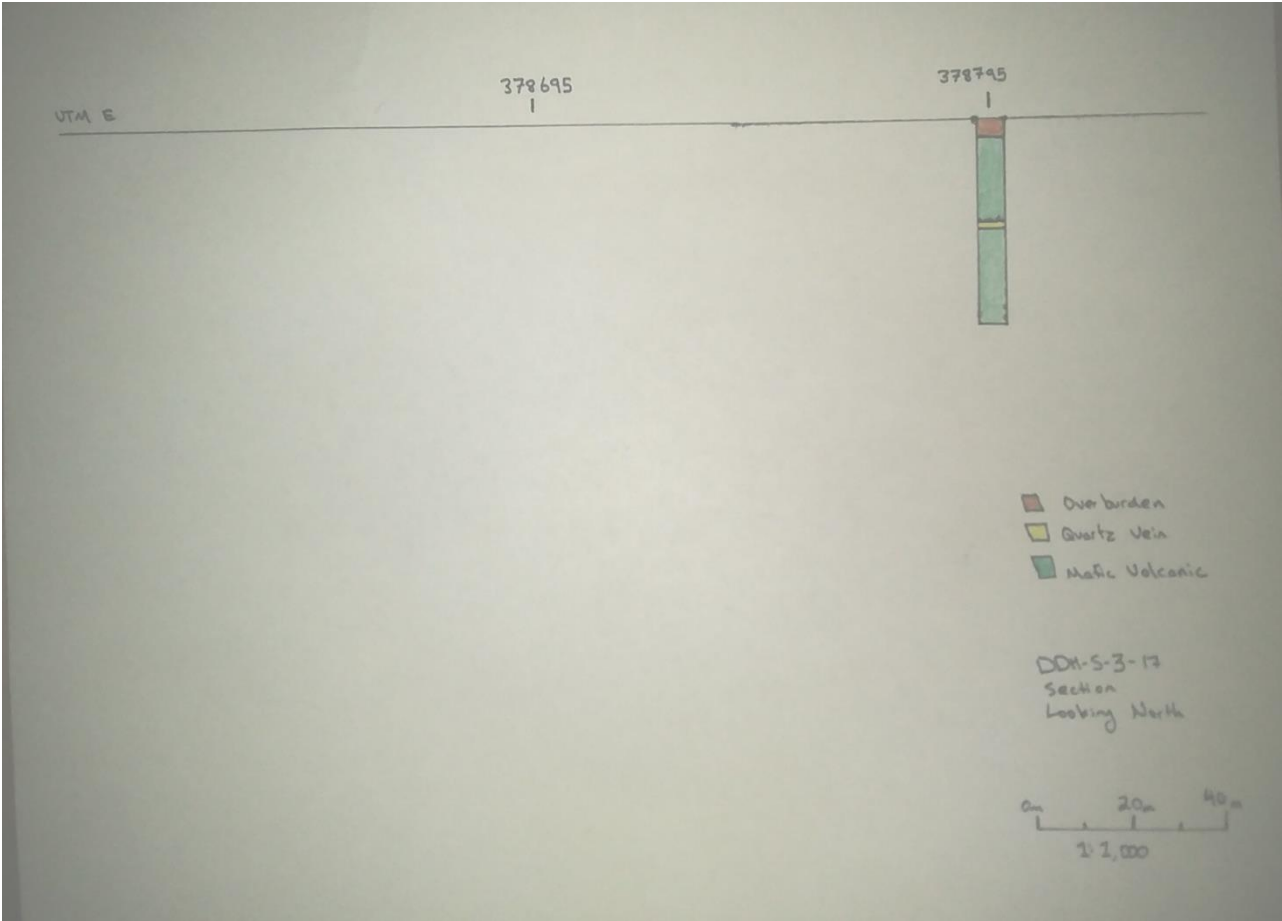 378695
378795
UTM E
Overburden
Quartz Vein
Mafic Volcanic
DDH-S-3-17
Section
Looking North
0m 20m 40m
1:1,000